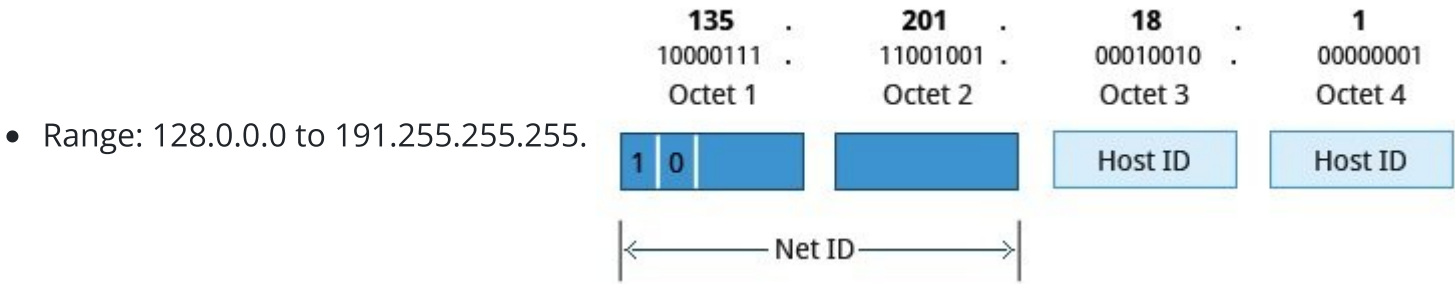 135 . 201 . 18 . 1
10000111 . 11001001 . 00010010 . 00000001
Octet 1 Octet 2 Octet 3 Octet 4
• Range: 128.0.0.0 to 191.255.255.255.
1 0 Host ID Host ID
Net ID